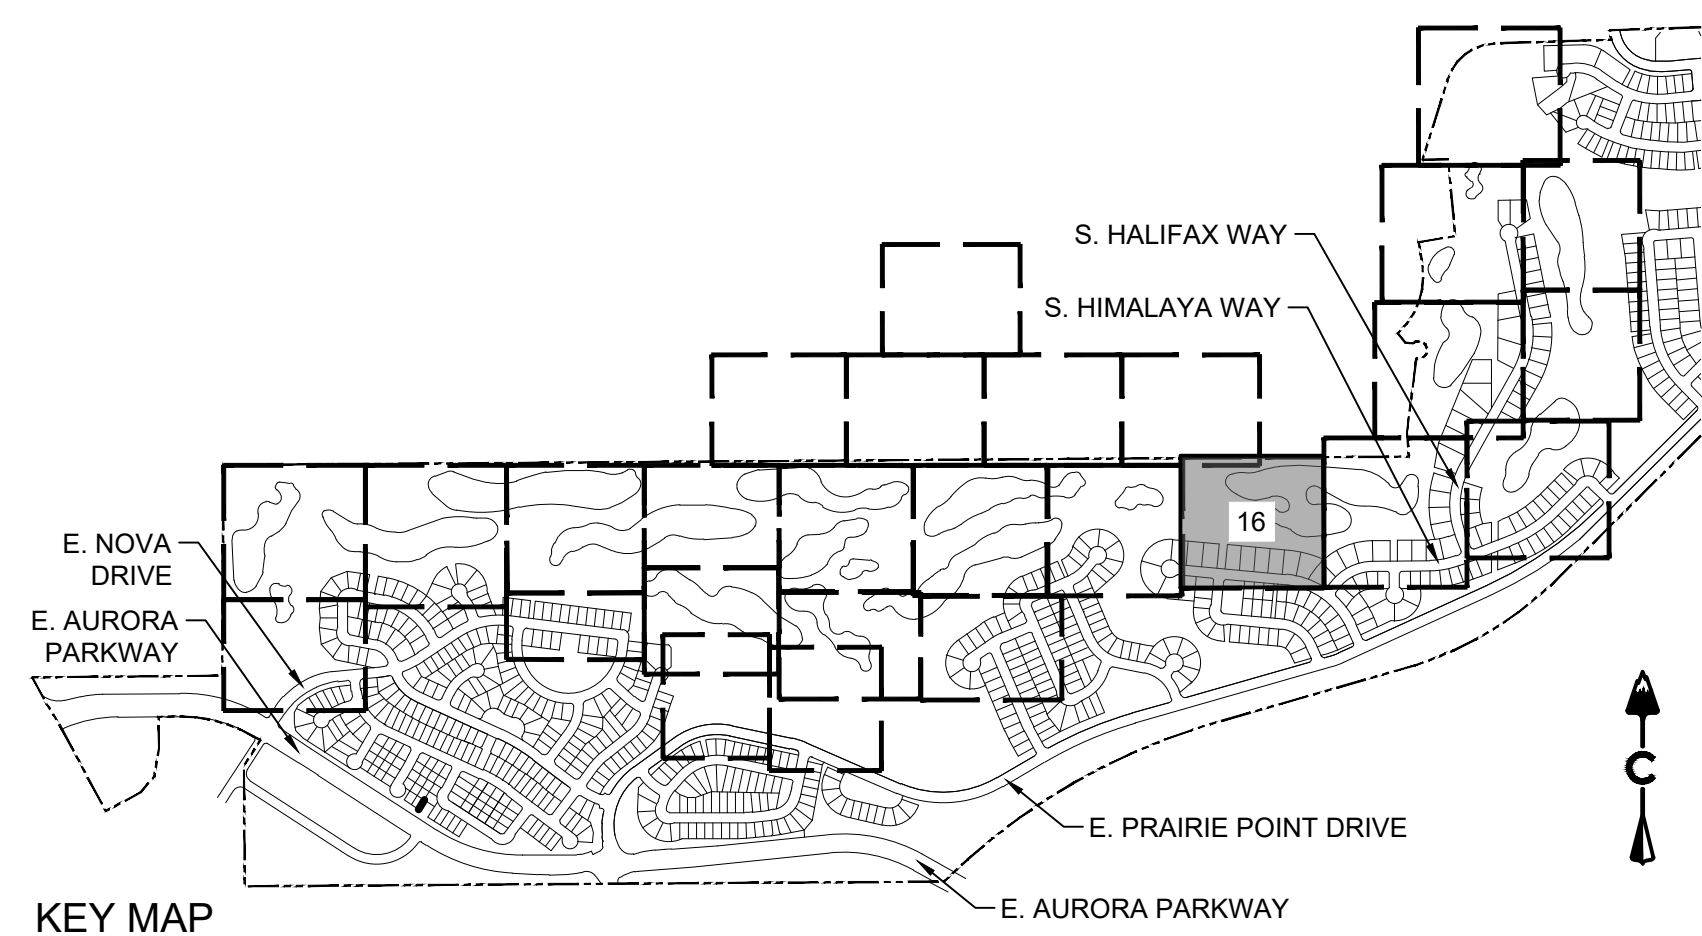 S. HALIFAX WAY
S. HIMALAYA WAY
16
E. NOVA
DRIVE
E. AURORA
PARKWAY
E. PRAIRIE POINT DRIVE
E. AURORA PARKWAY
KEY MAP